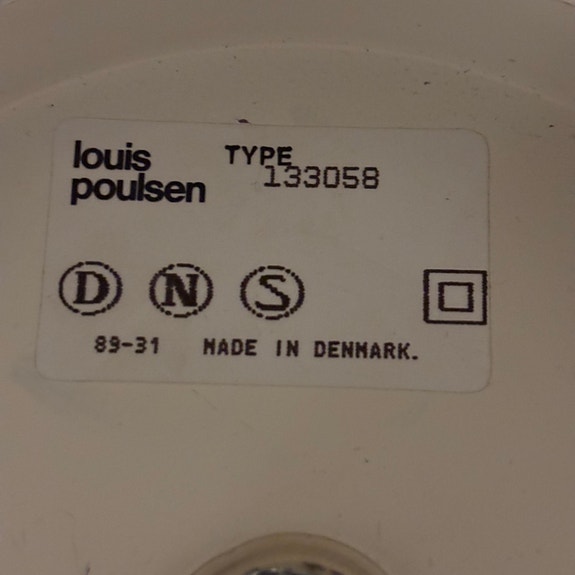 louis
poulsen
TYPE
133058
D N S
89-31 MADE IN DENMARK.